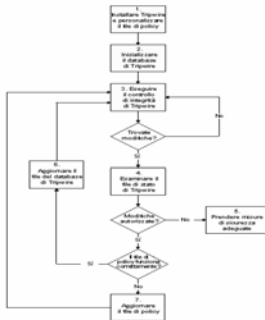 1.
Installare Tripwire
e personalizzare
il file di policy
2.
Inizializzare
il database
di Tripwire
3. Eseguire
il controllo
di integrità
di Tripwire
Trovate
modifiche?
No
Sì
4.
Esaminare il
file di stato
di Tripwire
Modifiche
autorizzate?
No
5.
Prendere misure
di sicurezza
adeguate
Sì
6.
Aggiornare il
file del database
di Tripwire
Il file di
policy funziona
correttamente?
Sì
No
7.
Aggiornare
il file di policy